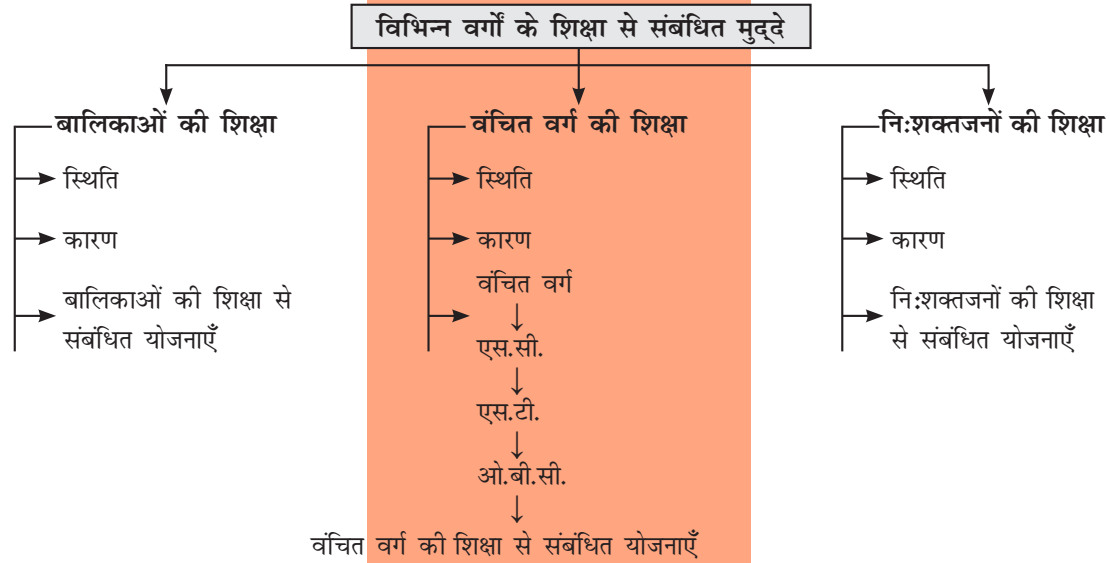 विभिन्न वर्गों के शिक्षा से संबंधित मुद्दे
बालिकाओं की शिक्षा
स्थिति
कारण
बालिकाओं की शिक्षा से
संबंधित योजनाएँ
वंचित वर्ग की शिक्षा
स्थिति
कारण
वंचित वर्ग
एस.सी.
एस.टी.
ओ.बी.सी.
वंचित वर्ग की शिक्षा से संबंधित योजनाएँ
नि:शक्तजनों की शिक्षा
स्थिति
कारण
नि:शक्तजनों की शिक्षा
से संबंधित योजनाएँ